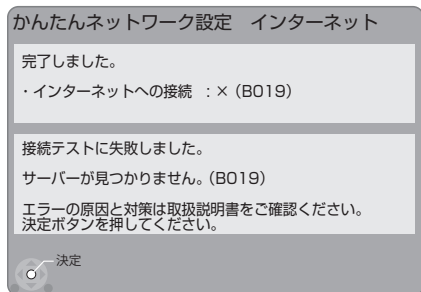 かんたんネットワーク設定　インターネット
完了しました。
・インターネットへの接続　：×（B019）
接続テストに失敗しました。
サーバーが見つかりません。（B019）
エラーの原因と対策は取扱説明書をご確認ください。
決定ボタンを押してください。
決定